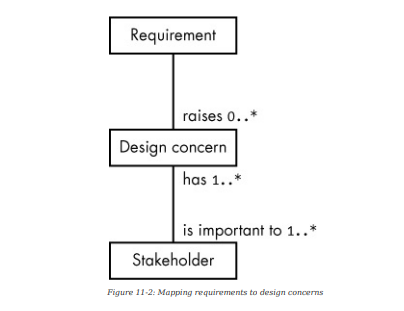 Requirement
raises 0..*
Design concern
has 1..*
is important to 1..*
Stakeholder
Figure 11-2: Mapping requirements to design concerns